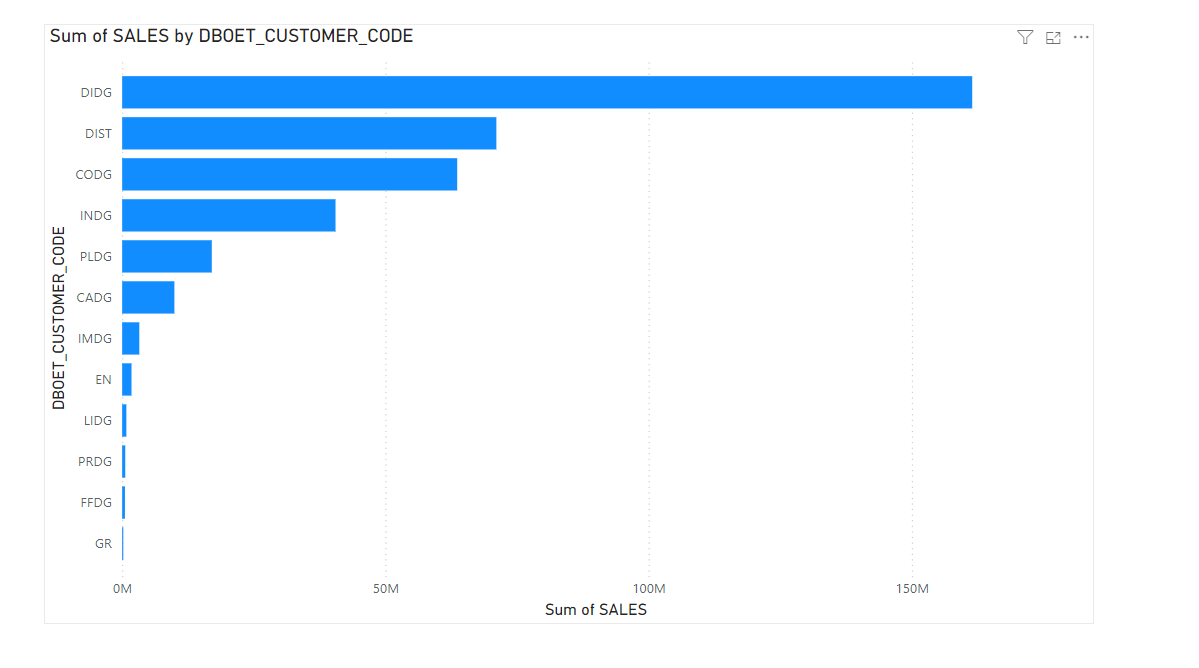 Sum of SALES by DBOET_CUSTOMER_CODE
DBOET_CUSTOMER_CODE
DIDG
DIST
CODG
INDG
PLDG
CADG
IMDG
EN
LIDG
PRDG
FFDG
GR
0M 50M 100M 150M
Sum of SALES